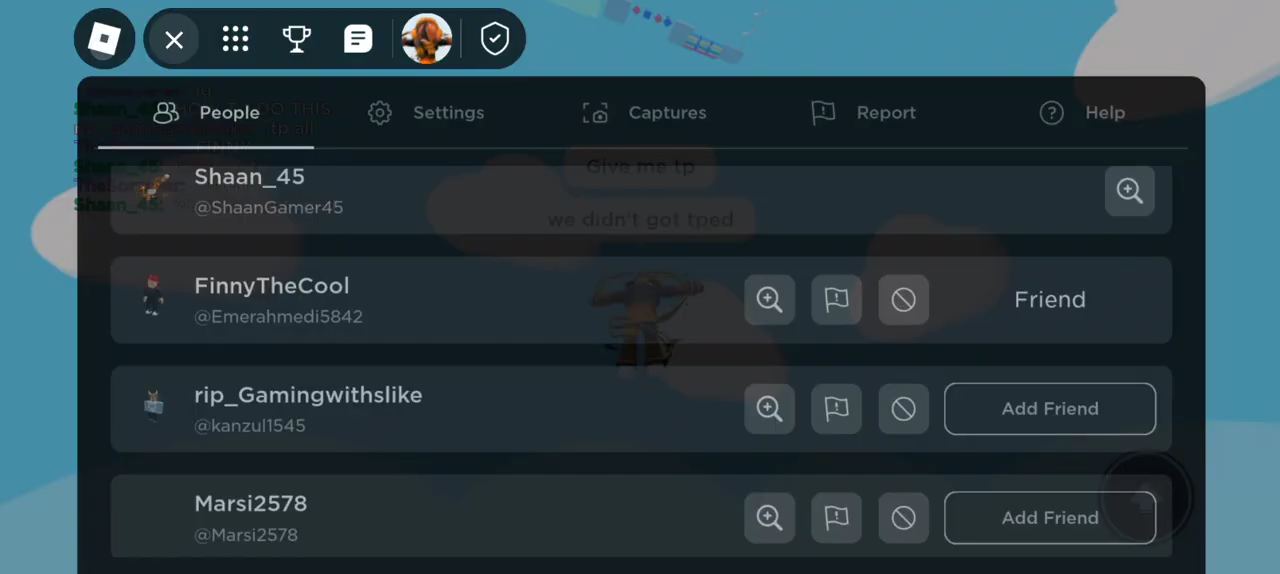 People
Settings
Captures
Report
Help
Shaan_45
@ShaanGamer45
Give me tp
we didn't got tped
FinnyTheCool
@Emerahmedi5842
Friend
rip_Gamingwithslike
@kanzul1545
Add Friend
Marsi2578
@Marsi2578
Add Friend